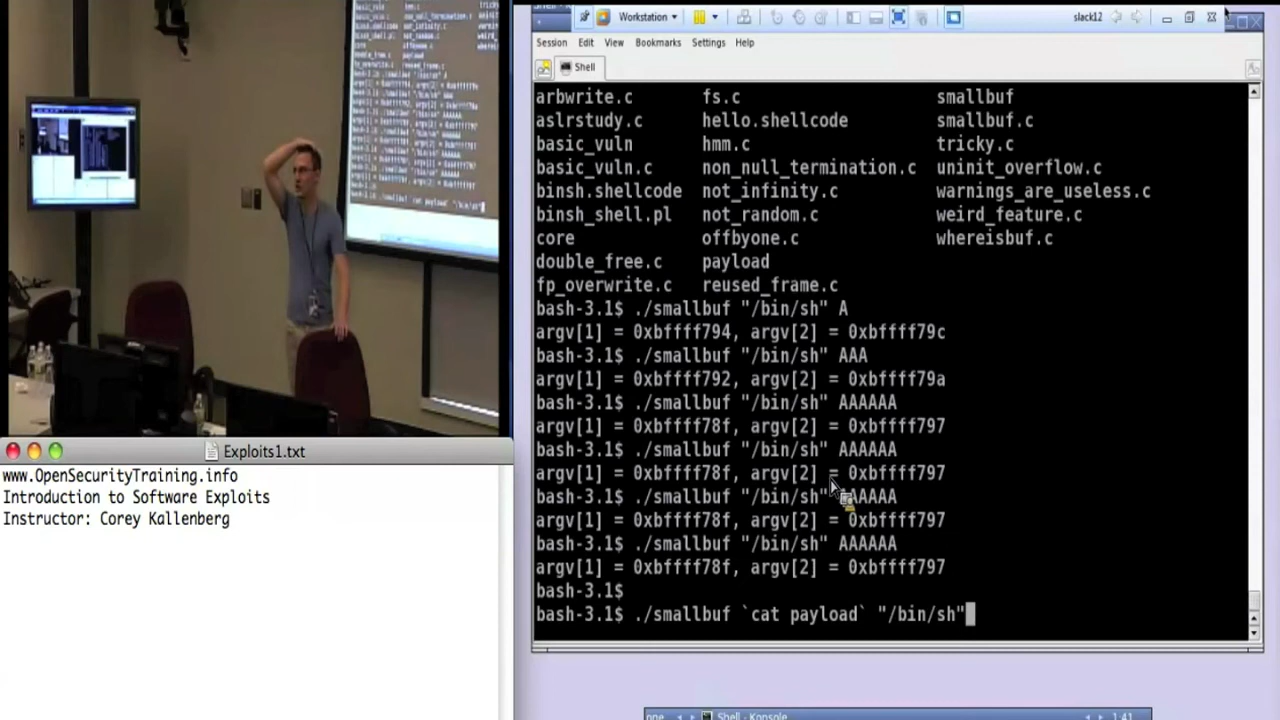 Workstation
slack12
Session Edit View Bookmarks Settings Help
Shell
arbwrite.c fs.c smallbuf
aslrstudy.c hello.shellcode smallbuf.c
basic_vuln hmm.c tricky.c
basic_vuln.c non_null_termination.c uninit_overflow.c
binsh.shellcode not_infinity.c warnings_are_useless.c
binsh_shell.pl not_random.c weird_feature.c
core offbyone.c whereisbuf.c
double_free.c payload
fp_overwrite.c reused_frame.c
bash-3.1$ ./smallbuf "/bin/sh" A
argv[1] = 0xbffff794, argv[2] = 0xbffff79c
bash-3.1$ ./smallbuf "/bin/sh" AAA
argv[1] = 0xbffff792, argv[2] = 0xbffff79a
bash-3.1$ ./smallbuf "/bin/sh" AAAAAA
argv[1] = 0xbffff78f, argv[2] = 0xbffff797
bash-3.1$ ./smallbuf "/bin/sh" AAAAAA
argv[1] = 0xbffff78f, argv[2] = 0xbffff797
bash-3.1$ ./smallbuf "/bin/sh" AAAAAA
argv[1] = 0xbffff78f, argv[2] = 0xbffff797
bash-3.1$ ./smallbuf "/bin/sh" AAAAAA
argv[1] = 0xbffff78f, argv[2] = 0xbffff797
bash-3.1$
bash-3.1$ ./smallbuf `cat payload` "/bin/sh"
Shell - Konsole
1:41
Exploits1.txt
www.OpenSecurityTraining.info
Introduction to Software Exploits
Instructor: Corey Kallenberg